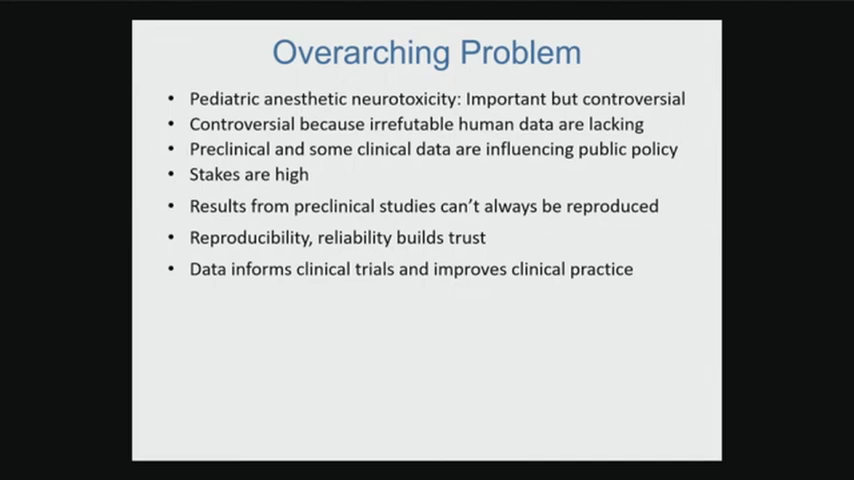 Overarching Problem
• Pediatric anesthetic neurotoxicity: Important but controversial
• Controversial because irrefutable human data are lacking
• Preclinical and some clinical data are influencing public policy
• Stakes are high
• Results from preclinical studies can’t always be reproduced
• Reproducibility, reliability builds trust
• Data informs clinical trials and improves clinical practice